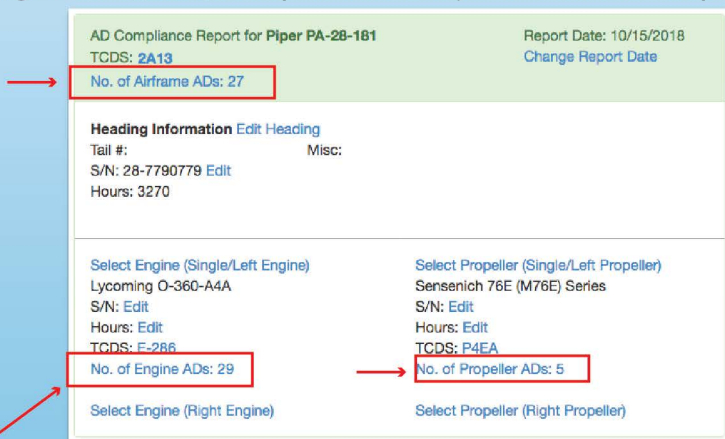 AD Compliance Report for Piper PA-28-181 Report Date: 10/15/2018
TCDS: 2A13 Change Report Date
No. of Airframe ADs: 27
Heading Information Edit Heading
Tail #: Misc:
S/N: 28-7790779 Edit
Hours: 3270
Select Engine (Single/Left Engine) Select Propeller (Single/Left Propeller)
Lycoming O-360-A4A Sensenich 76E (M76E) Series
S/N: Edit S/N: Edit
Hours: Edit Hours: Edit
TCDS: E-286 TCDS: P4EA
No. of Engine ADs: 29 No. of Propeller ADs: 5
Select Engine (Right Engine) Select Propeller (Right Propeller)